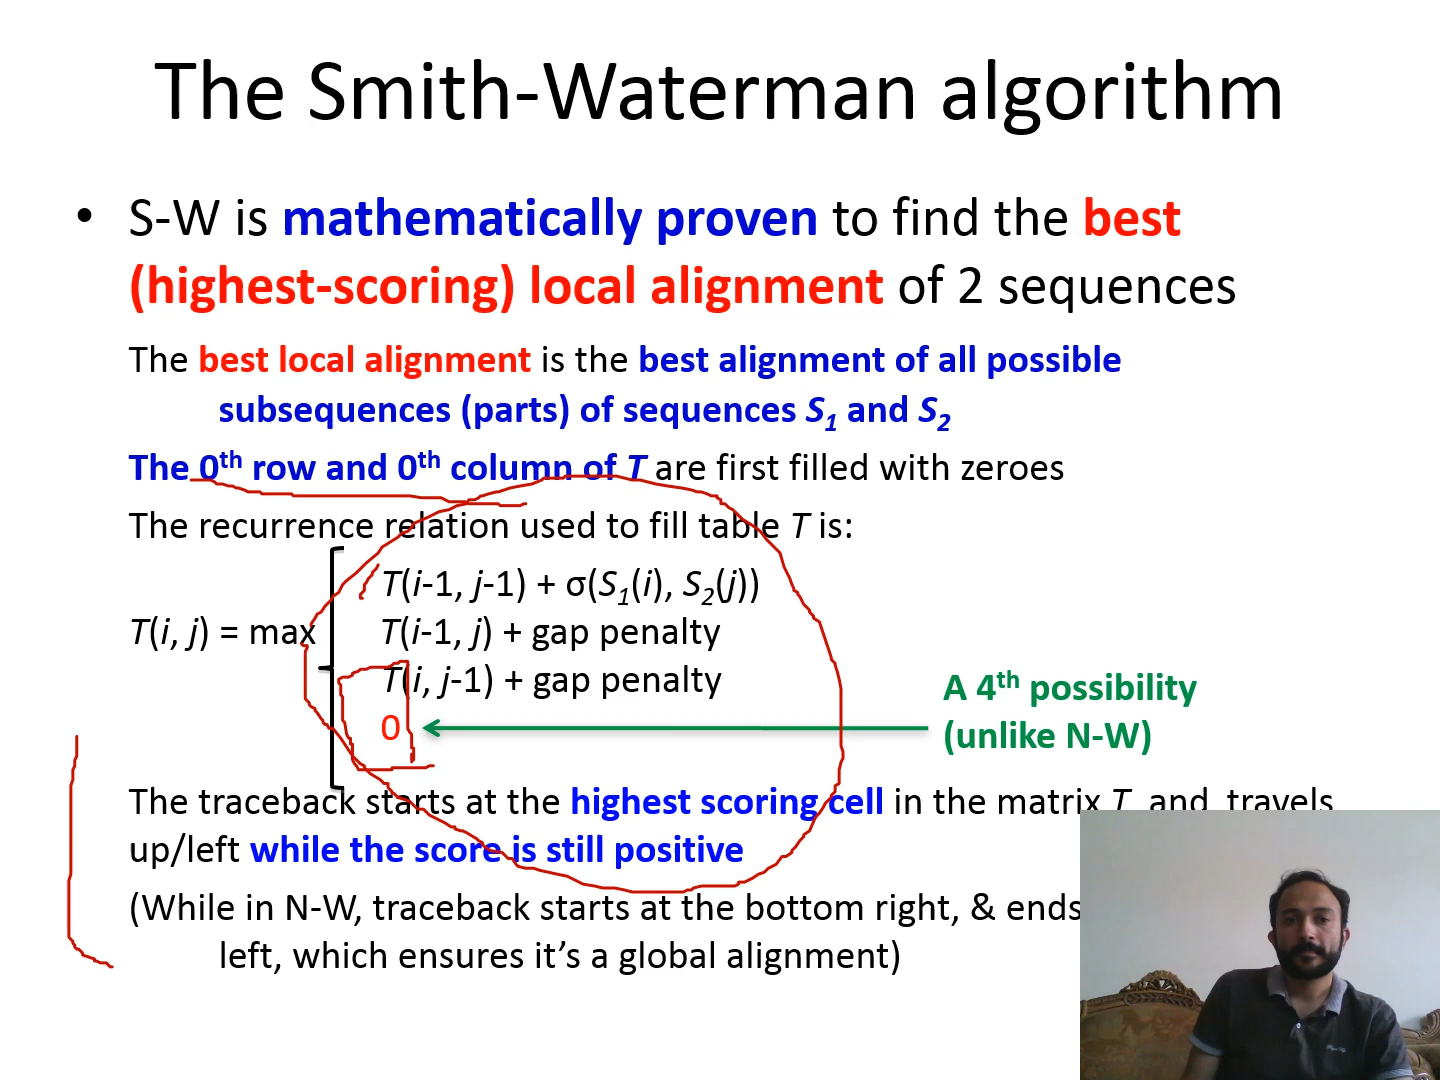 The Smith-Waterman algorithm
• S-W is mathematically proven to find the best
(highest-scoring) local alignment of 2 sequences
The best local alignment is the best alignment of all possible
subsequences (parts) of sequences S1 and S2
The 0th row and 0th column of T are first filled with zeroes
The recurrence relation used to fill table T is:
T(i-1, j-1) + σ(S1(i), S2(j))
T(i, j) = max T(i-1, j) + gap penalty
T(i, j-1) + gap penalty
0
A 4th possibility
(unlike N-W)
The traceback starts at the highest scoring cell in the matrix T, and travels
up/left while the score is still positive
(While in N-W, traceback starts at the bottom right, & ends
left, which ensures it’s a global alignment)